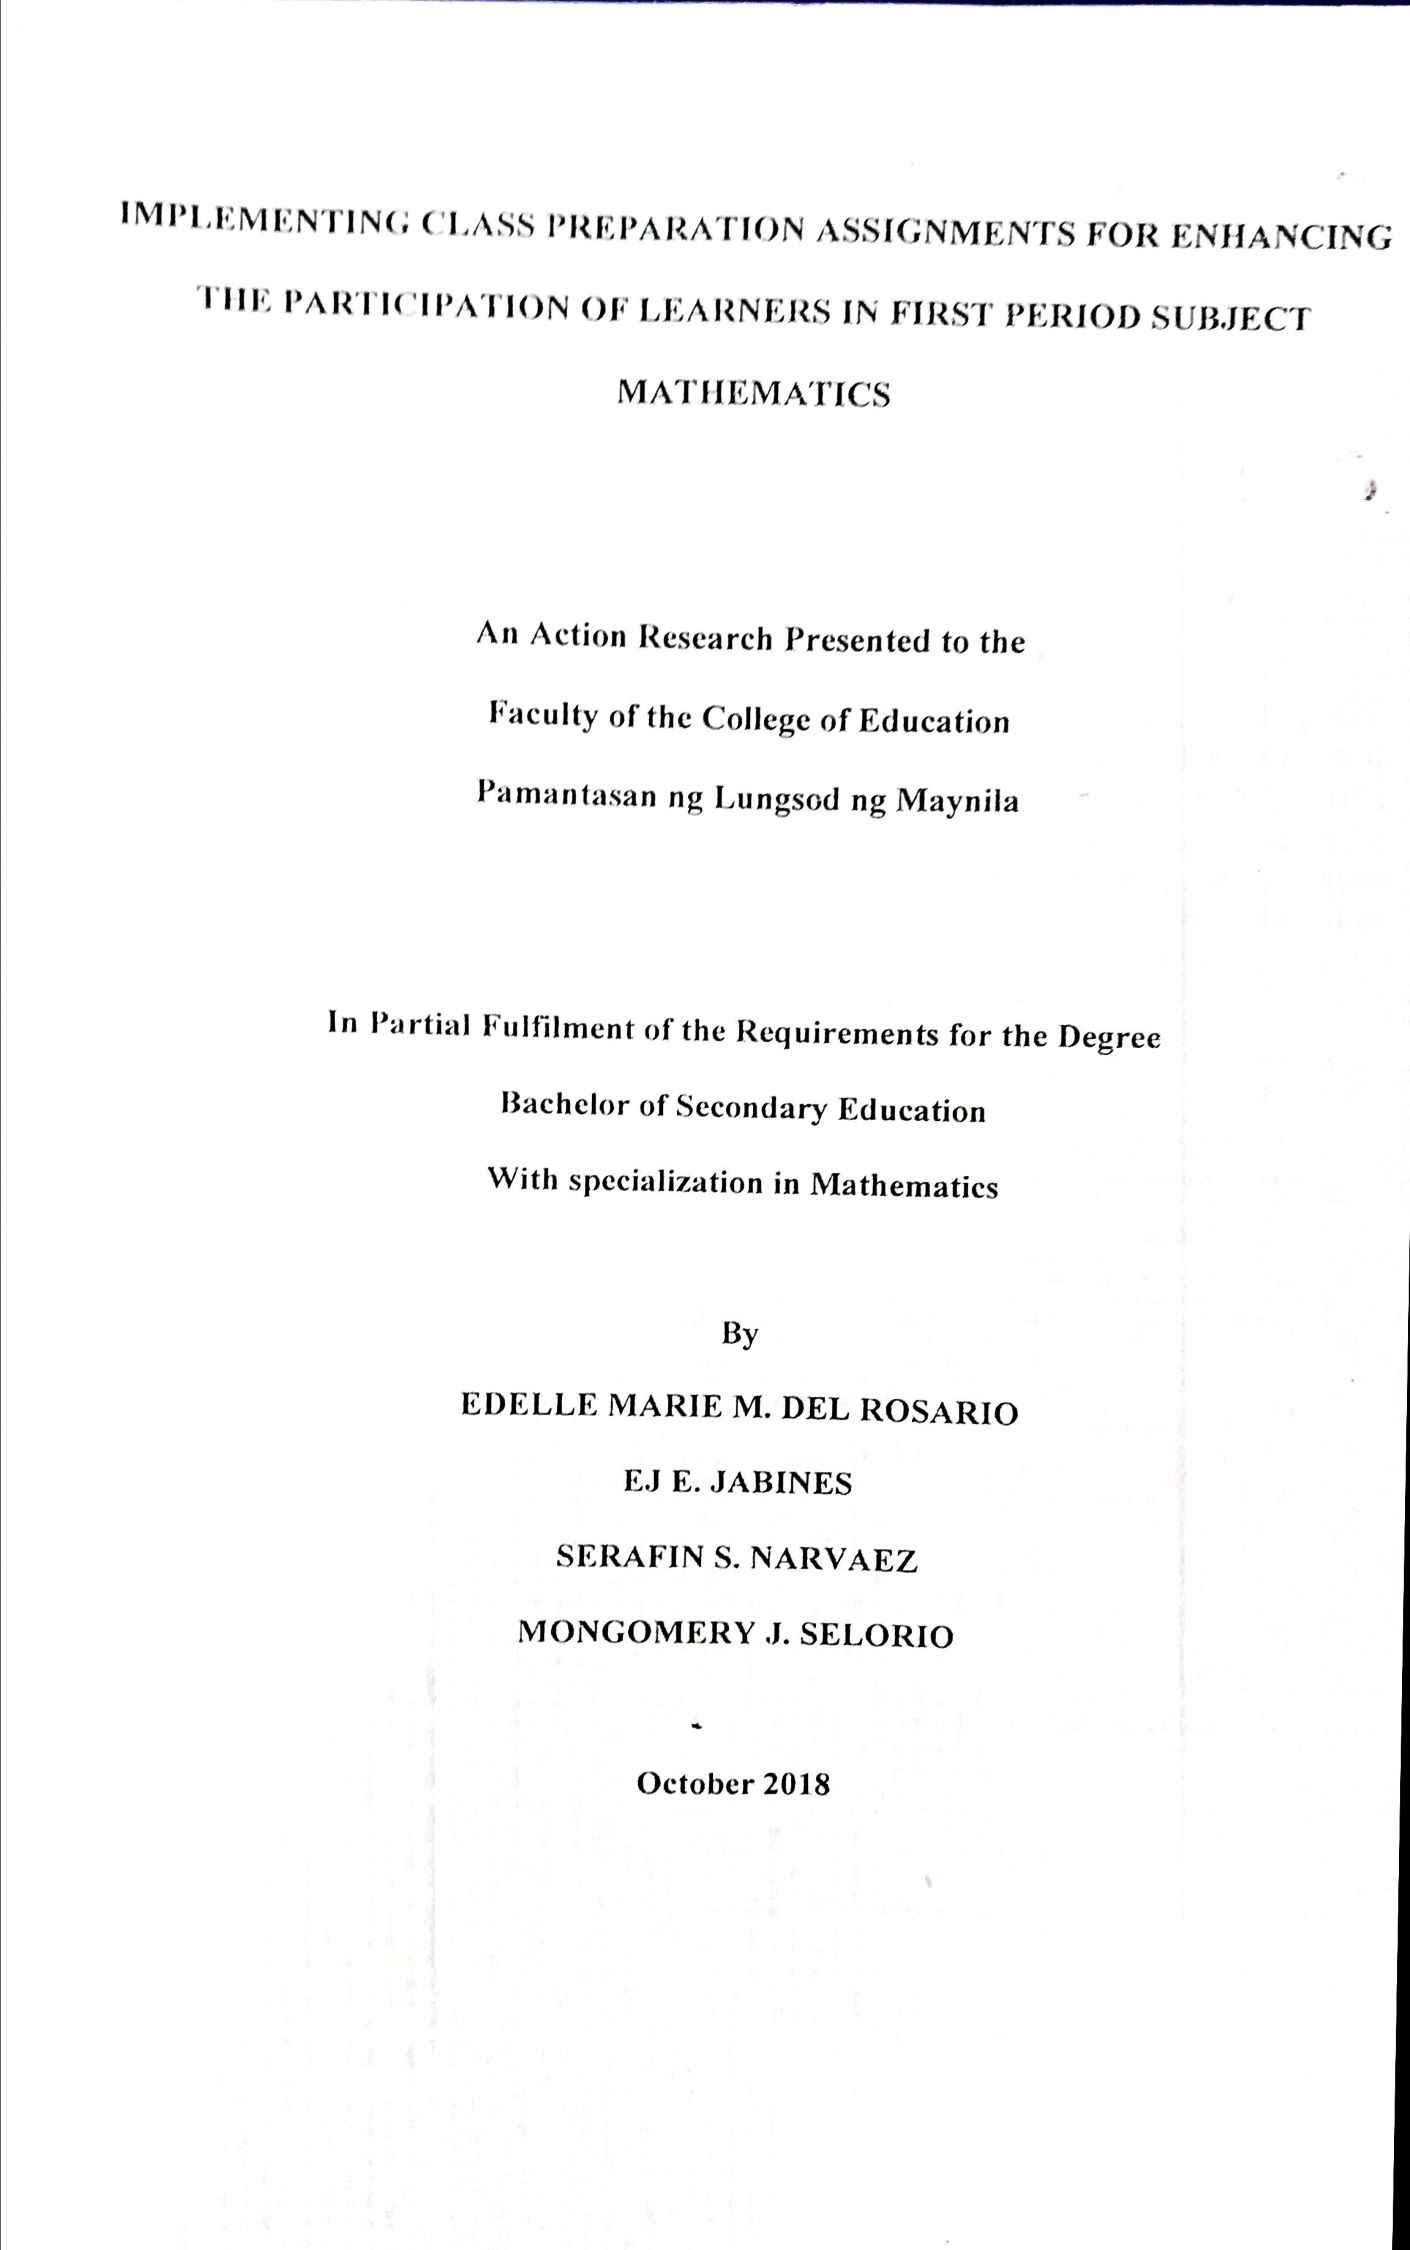 IMPLEMENTING CLASS PREPARATION ASSIGNMENTS FOR ENHANCING
THE PARTICIPATION OF LEARNERS IN FIRST PERIOD SUBJECT
MATHEMATICS
An Action Research Presented to the
Faculty of the College of Education
Pamantasan ng Lungsod ng Maynila
In Partial Fulfilment of the Requirements for the Degree
Bachelor of Secondary Education
With specialization in Mathematics
By
EDELLE MARIE M. DEL ROSARIO
EJ E. JABINES
SERAFIN S. NARVAEZ
MONGOMERY J. SELORIO
October 2018